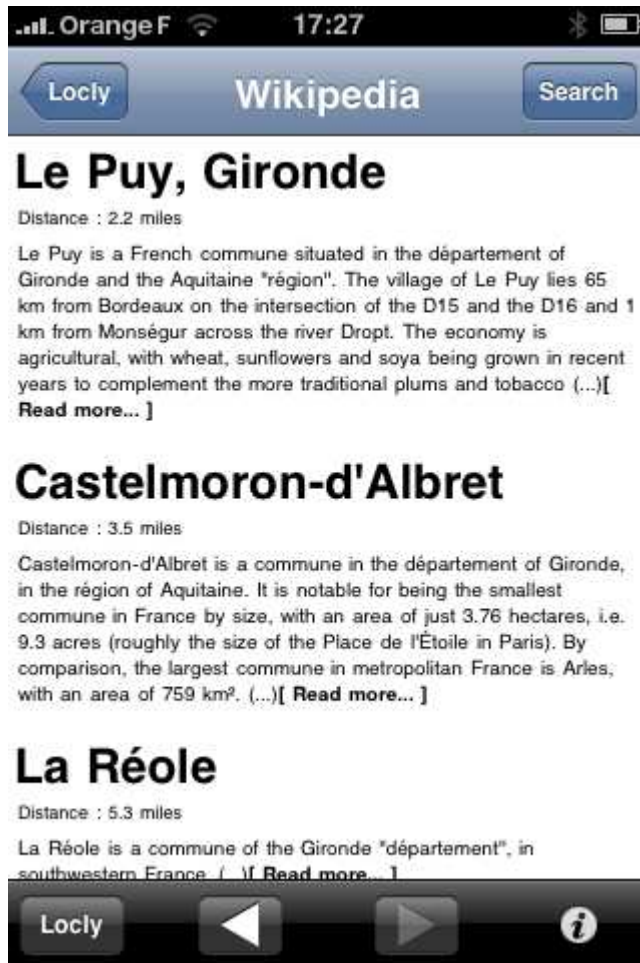 Orange F 17:27
Locly Wikipedia Search
Le Puy, Gironde
Distance : 2.2 miles
Le Puy is a French commune situated in the département of
Gironde and the Aquitaine "région". The village of Le Puy lies 65
km from Bordeaux on the intersection of the D15 and the D16 and 1
km from Monségur across the river Dropt. The economy is
agricultural, with wheat, sunflowers and soya being grown in recent
years to complement the more traditional plums and tobacco (...)[
Read more... ]
Castelmoron-d'Albret
Distance : 3.5 miles
Castelmoron-d'Albret is a commune in the département of Gironde,
in the région of Aquitaine. It is notable for being the smallest
commune in France by size, with an area of just 3.76 hectares, i.e.
9.3 acres (roughly the size of the Place de l'Étoile in Paris). By
comparison, the largest commune in metropolitan France is Arles,
with an area of 759 km². (...)[ Read more... ]
La Réole
Distance : 5.3 miles
La Réole is a commune of the Gironde "département", in
southwestern France. (...)[ Read more... ]
Locly